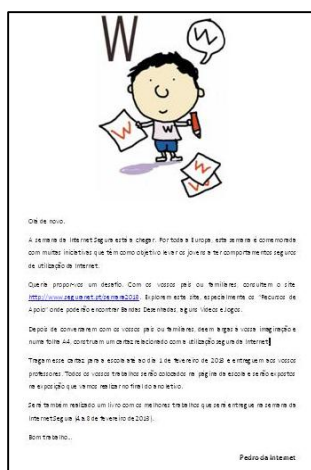 W
W
W
W
W
W
Olá de novo.
A semana da Internet Segura está a chegar. Por toda a Europa, esta semana é comemorada
com muitas iniciativas que têm como objetivo levar os jovens a ter comportamentos seguros
de utilização da Internet.
Queria propor-vos um desafio. Com os vossos pais ou familiares, consultem o site
http://www.seguranet.pt/semana2013. Explorem este site, especialmente os "Recursos de
Apoio" onde poderão encontrar Bandas Desenhadas, alguns Vídeos e Jogos.
Depois de conversarem com os vossos pais ou familiares, deem largas à vossa imaginação e
numa folha A4, construam um cartaz relacionado com a utilização segura da Internet
Tragam esse cartaz para a escola até ao dia 1 de fevereiro de 2013 e entreguem aos vossos
professores. Todos os vossos trabalhos serão colocados na página da escola e serão expostos
na exposição que vamos realizar no final do ano letivo.
Será também realizado um livro com os melhores trabalhos que será entregue na semana da
Internet Segura (4 a 8 de fevereiro de 2013).
Bom trabalho...
Pedro da Internet